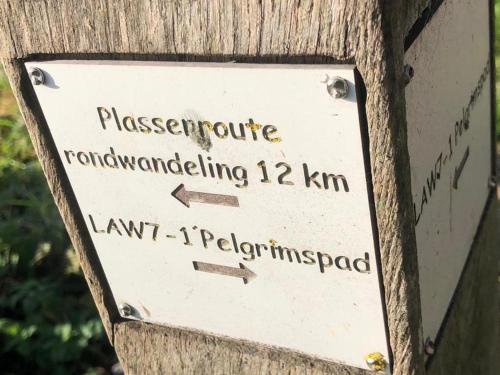 Plassenroute
rondwandeling 12 km
LAW7-1 Pelgrimspad
LAW7-1 Pelgrimspad